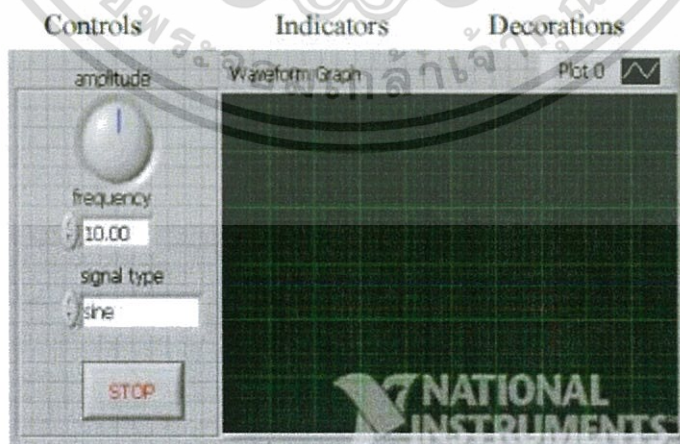 Controls Indicators Decorations
amplitude Waveform Graph Plot 0
frequency
10.00
signal type
sine
STOP
NATIONAL
INSTRUMENTS